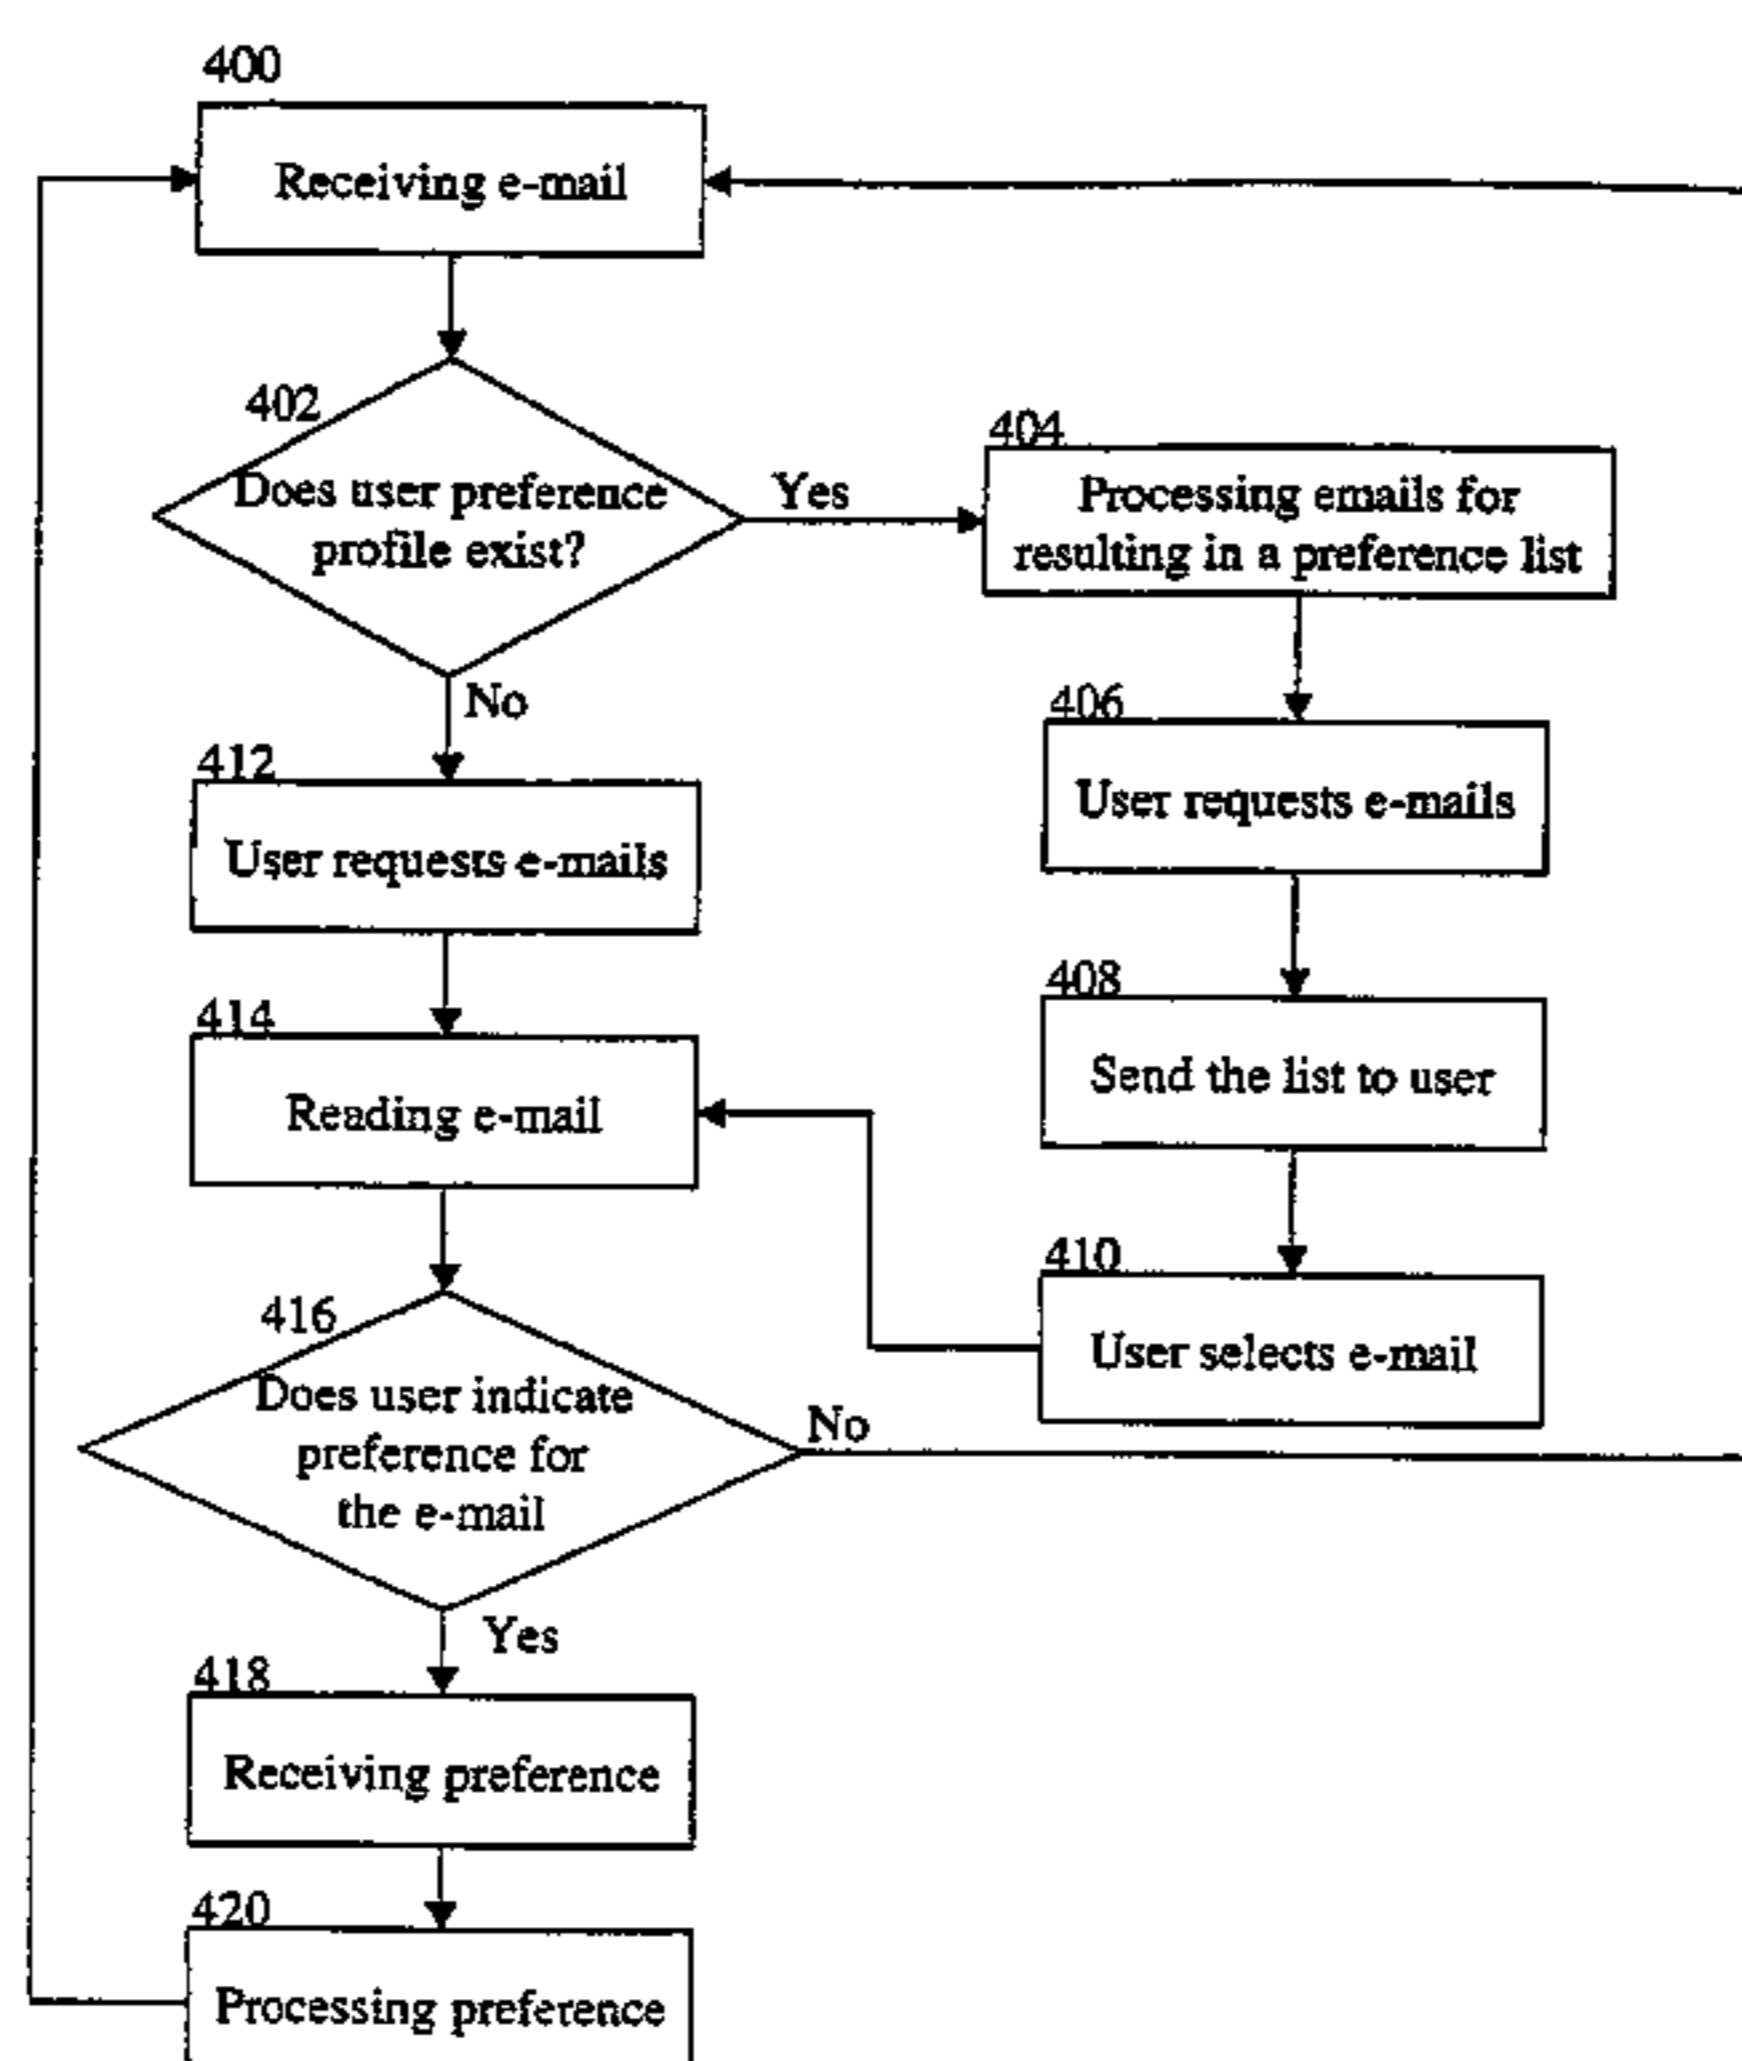 400
Receiving e-mail
402
Does user preference
profile exist?
Yes
No
404
Processing emails for
resulting in a preference list
406
User requests e-mails
408
Send the list to user
410
User selects e-mail
412
User requests e-mails
414
Reading e-mail
416
Does user indicate
preference for
the e-mail
No
Yes
418
Receiving preference
420
Processing preference